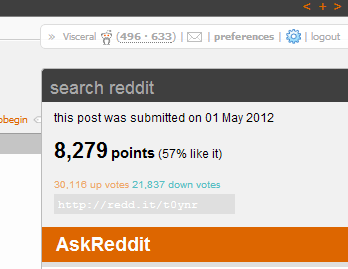 < + >
» Visceral (496 · 633) | | preferences | | logout
search reddit
obegin
this post was submitted on 01 May 2012
8,279 points (57% like it)
30,116 up votes 21,837 down votes
http://redd.it/t0ynr
AskReddit